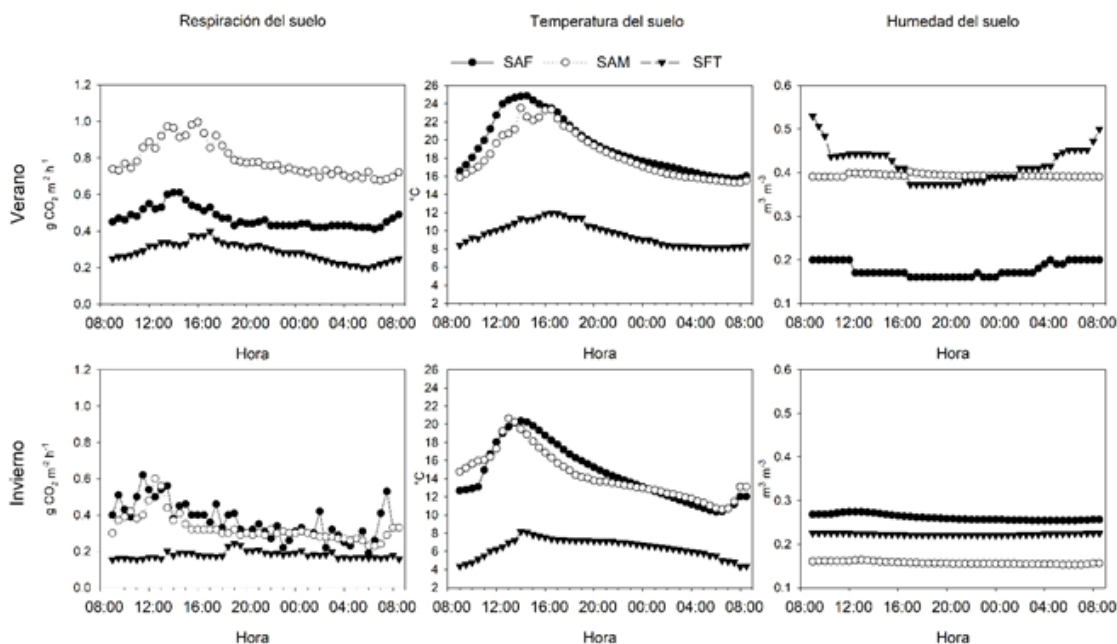 Respiración del suelo
Temperatura del suelo
Humedad del suelo
SAF SAM SFT
Verano
g CO2 m-2 h-1
1.2
1.0
0.8
0.6
0.4
0.2
0.0
08:00 12:00 16:00 20:00 00:00 04:00 08:00
Hora
°C
26
24
22
20
18
16
14
12
10
8
6
4
2
08:00 12:00 16:00 20:00 00:00 04:00 08:00
Hora
m3 m-3
0.6
0.5
0.4
0.3
0.2
0.1
08:00 12:00 16:00 20:00 00:00 04:00 08:00
Hora
Invierno
g CO2 m-2 h-1
1.2
1.0
0.8
0.6
0.4
0.2
0.0
08:00 12:00 16:00 20:00 00:00 04:00 08:00
Hora
°C
26
24
22
20
18
16
14
12
10
8
6
4
2
08:00 12:00 16:00 20:00 00:00 04:00 08:00
Hora
m3 m-3
0.6
0.5
0.4
0.3
0.2
0.1
08:00 12:00 16:00 20:00 00:00 04:00 08:00
Hora